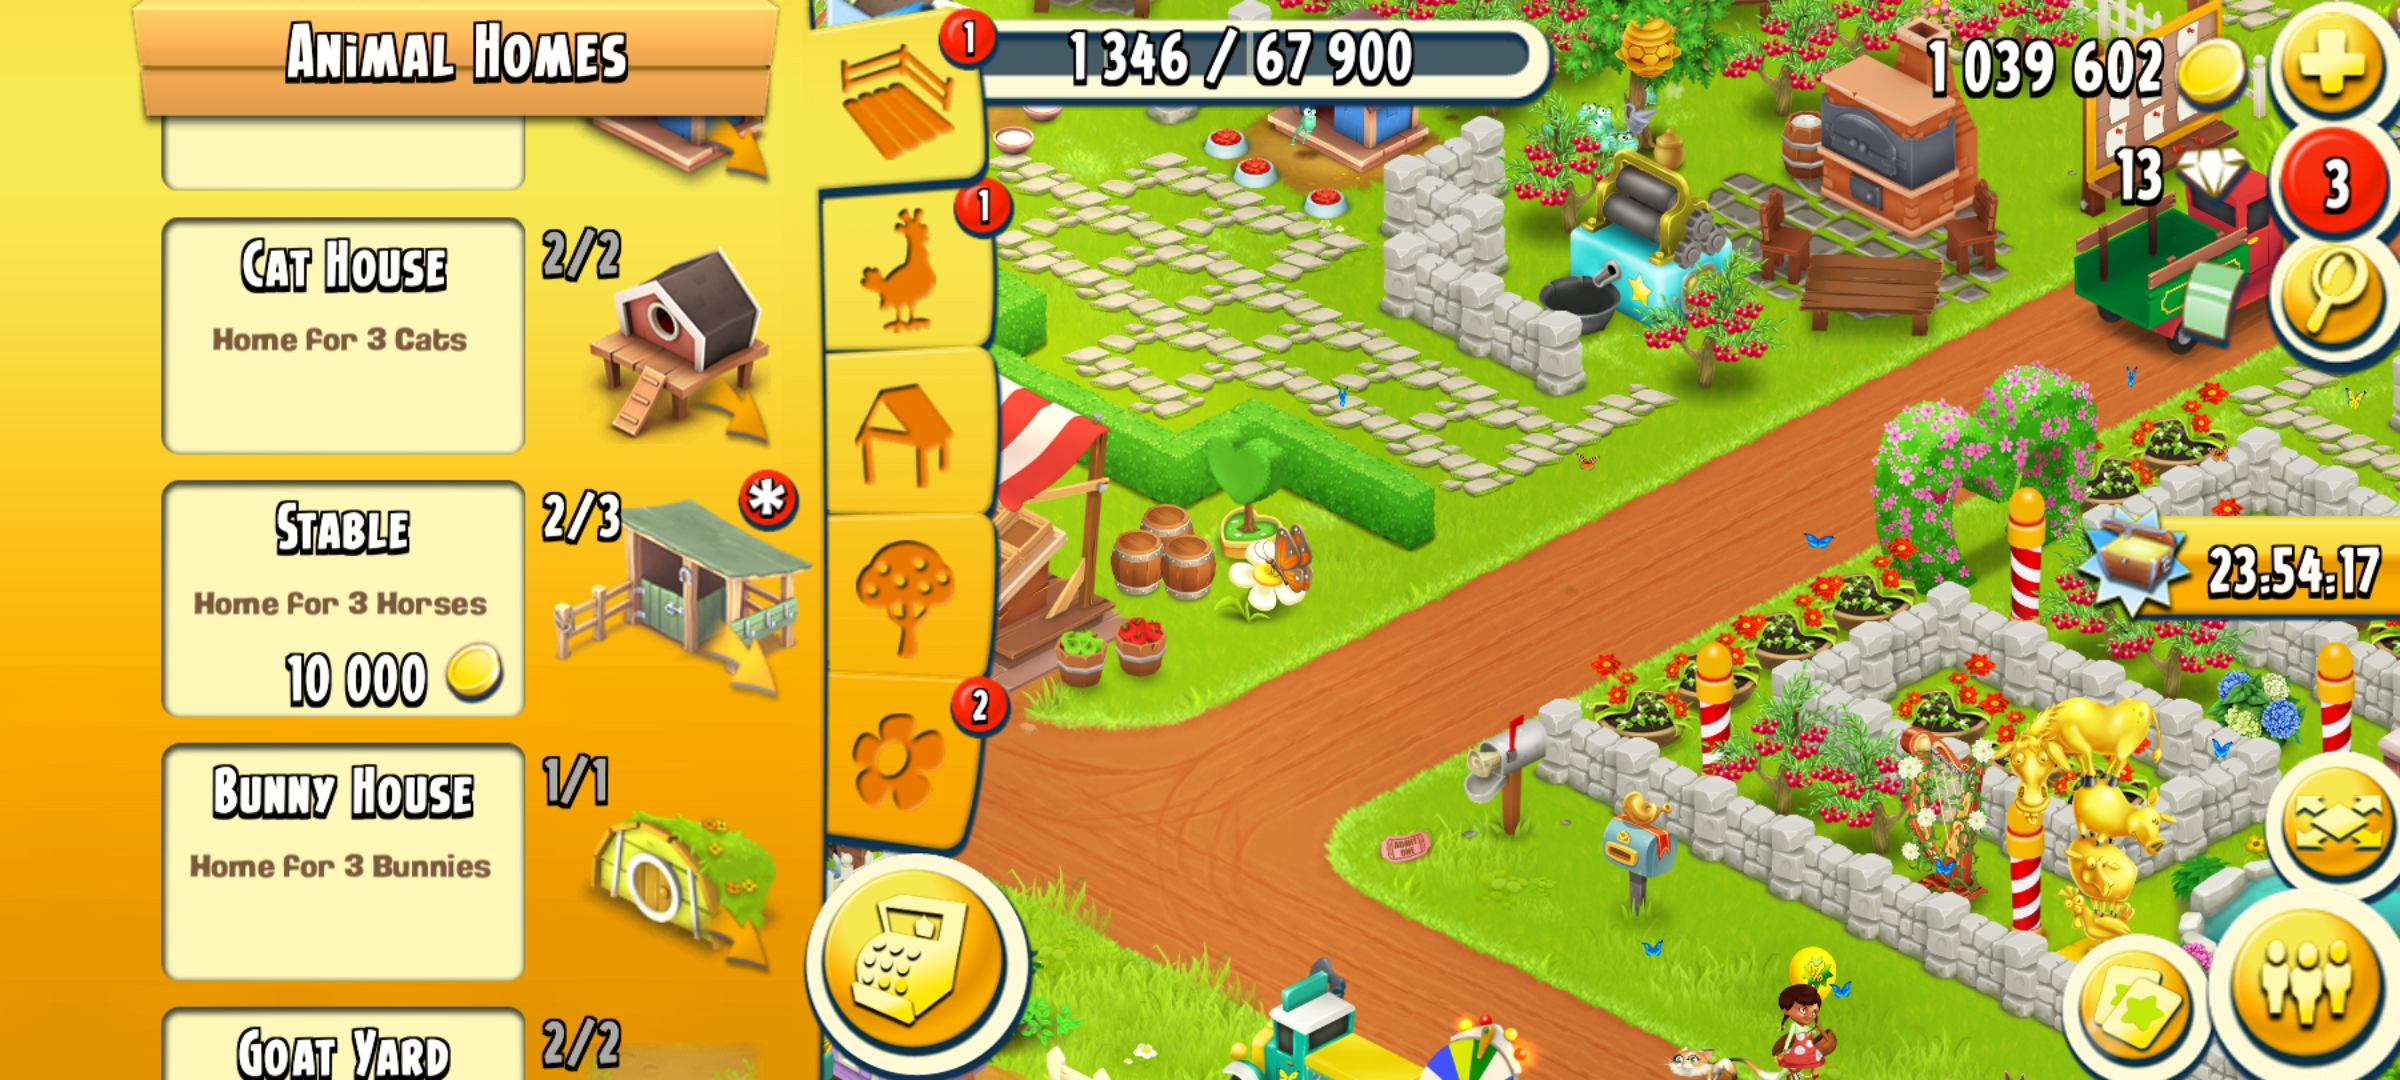 ANIMAL HOMES
CAT HOUSE
2/2
Home for 3 Cats
STABLE
2/3
*
Home for 3 Horses
10 000
BUNNY HOUSE
1/1
Home for 3 Bunnies
GOAT YARD
2/2
1
1
2
1 346 / 67 900
1 039 602
13
3
23:54:17
ADMIT
ONE